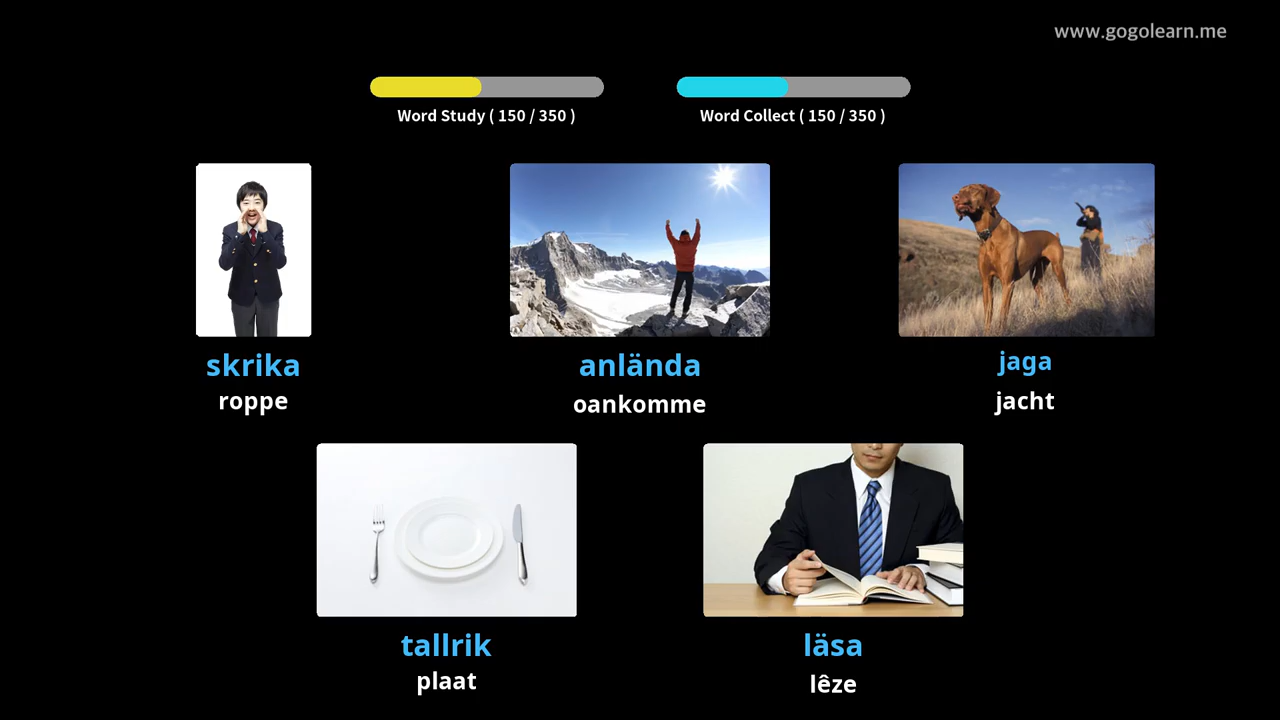 www.gogolearn.me
Word Study ( 150 / 350 )
Word Collect ( 150 / 350 )
skrika
roppe
anlända
oankomme
jaga
jacht
tallrik
plaat
läsa
lêze